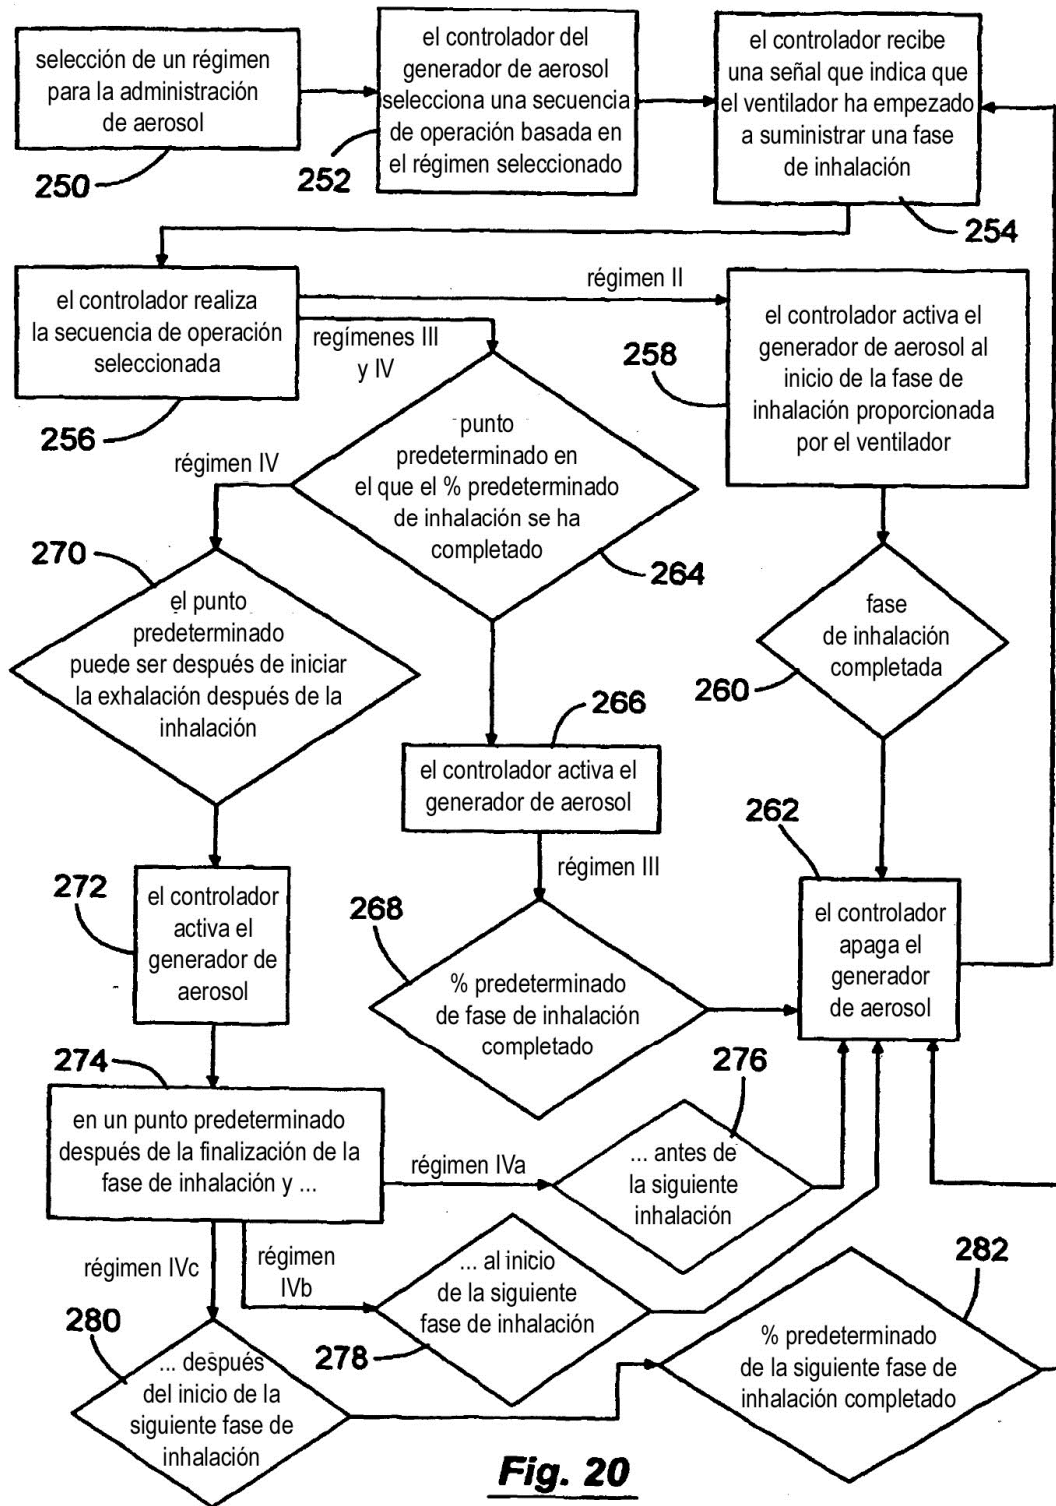 selección de un régimen
para la administración
de aerosol
250
el controlador del
generador de aerosol
selecciona una secuencia
de operación basada en
el régimen seleccionado
252
el controlador recibe
una señal que indica que
el ventilador ha empezado
a suministrar una fase
de inhalación
254
el controlador realiza
la secuencia de operación
seleccionada
256
régimen II
regímenes III
y IV
258
el controlador activa el
generador de aerosol al
inicio de la fase de
inhalación proporcionada
por el ventilador
punto
predeterminado en
el que el % predeterminado
de inhalación se ha
completado
264
régimen IV
270
el punto
predeterminado
puede ser después de iniciar
la exhalación después de la
inhalación
fase
de inhalación
completada
260
266
el controlador activa el
generador de aerosol
régimen III
262
el controlador
apaga el
generador
de aerosol
272
el controlador
activa el
generador de
aerosol
268
% predeterminado
de fase de inhalación
completado
274
en un punto predeterminado
después de la finalización de la
fase de inhalación y ...
régimen IVa
276
... antes de
la siguiente
inhalación
régimen IVc
régimen
IVb
... al inicio
de la siguiente
fase de inhalación
278
280
... después
del inicio de la
siguiente fase de
inhalación
282
% predeterminado
de la siguiente fase de
inhalación completado
Fig. 20